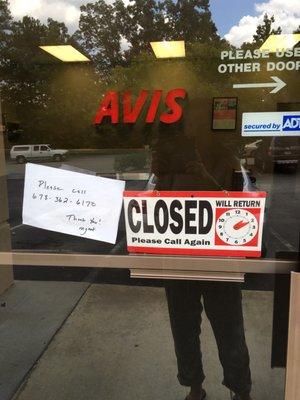 PLEASE USE
OTHER DOOR
AVIS
secured by ADT
Please call
678-362-6170
Thank You!
mgmt
CLOSED
Please Call Again
WILL RETURN